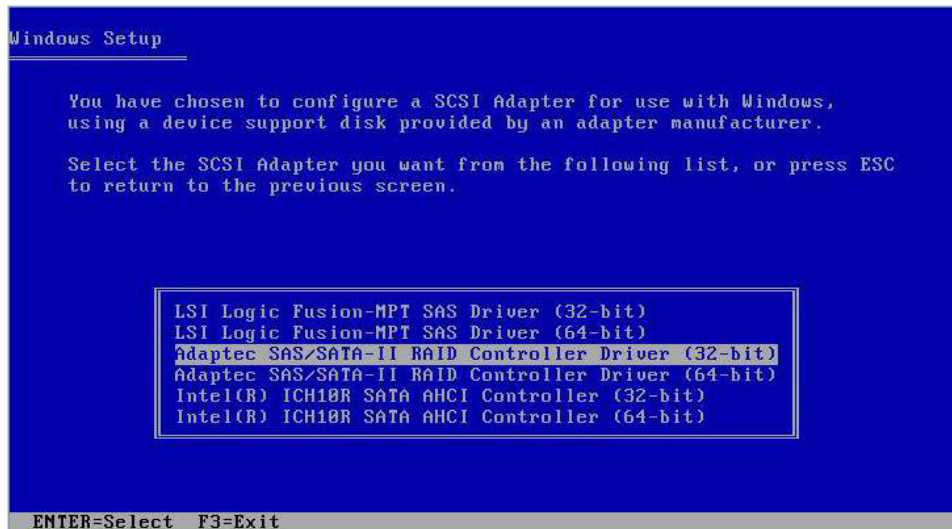 Windows Setup
You have chosen to configure a SCSI Adapter for use with Windows,
using a device support disk provided by an adapter manufacturer.
Select the SCSI Adapter you want from the following list, or press ESC
to return to the previous screen.
LSI Logic Fusion-MPT SAS Driver (32-bit)
LSI Logic Fusion-MPT SAS Driver (64-bit)
Adaptec SAS/SATA-II RAID Controller Driver (32-bit)
Adaptec SAS/SATA-II RAID Controller Driver (64-bit)
Intel(R) ICH10R SATA AHCI Controller (32-bit)
Intel(R) ICH10R SATA AHCI Controller (64-bit)
ENTER=Select F3=Exit